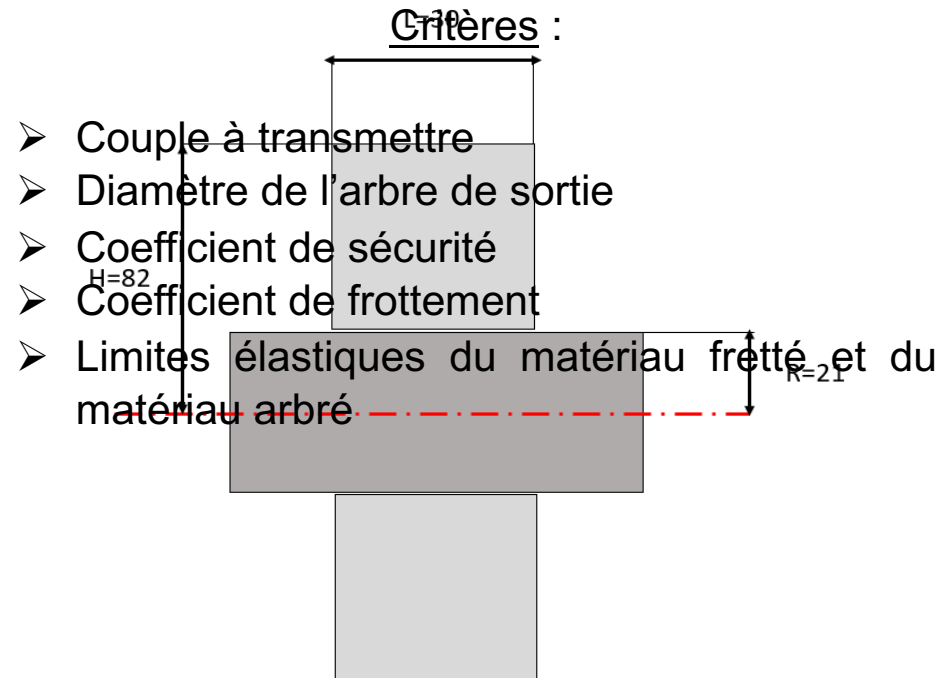 L=30
Critères :
➢ Couple à transmettre
➢ Diamètre de l’arbre de sortie
➢ Coefficient de sécurité
H=82
➢ Coefficient de frottement
➢ Limites élastiques du matériau fretté et du
R=21
matériau arbré